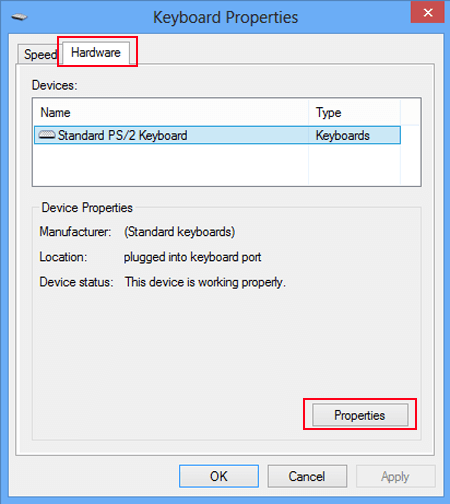 Keyboard Properties
Speed Hardware
Devices:
Name Type
Standard PS/2 Keyboard Keyboards
Device Properties
Manufacturer: (Standard keyboards)
Location: plugged into keyboard port
Device status: This device is working properly.
Properties
OK Cancel Apply